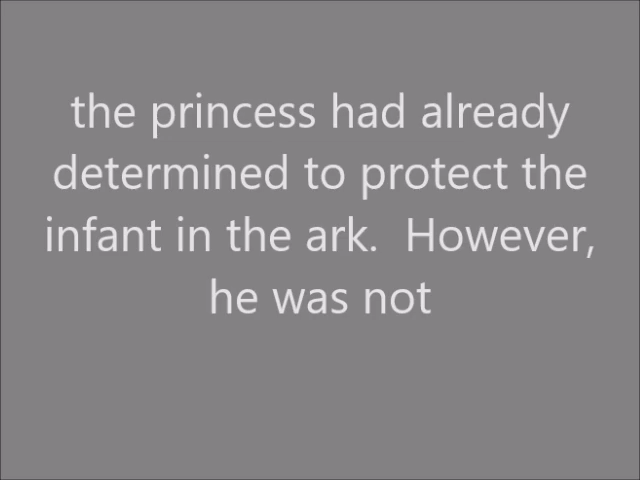 the princess had already
determined to protect the
infant in the ark.  However,
he was not